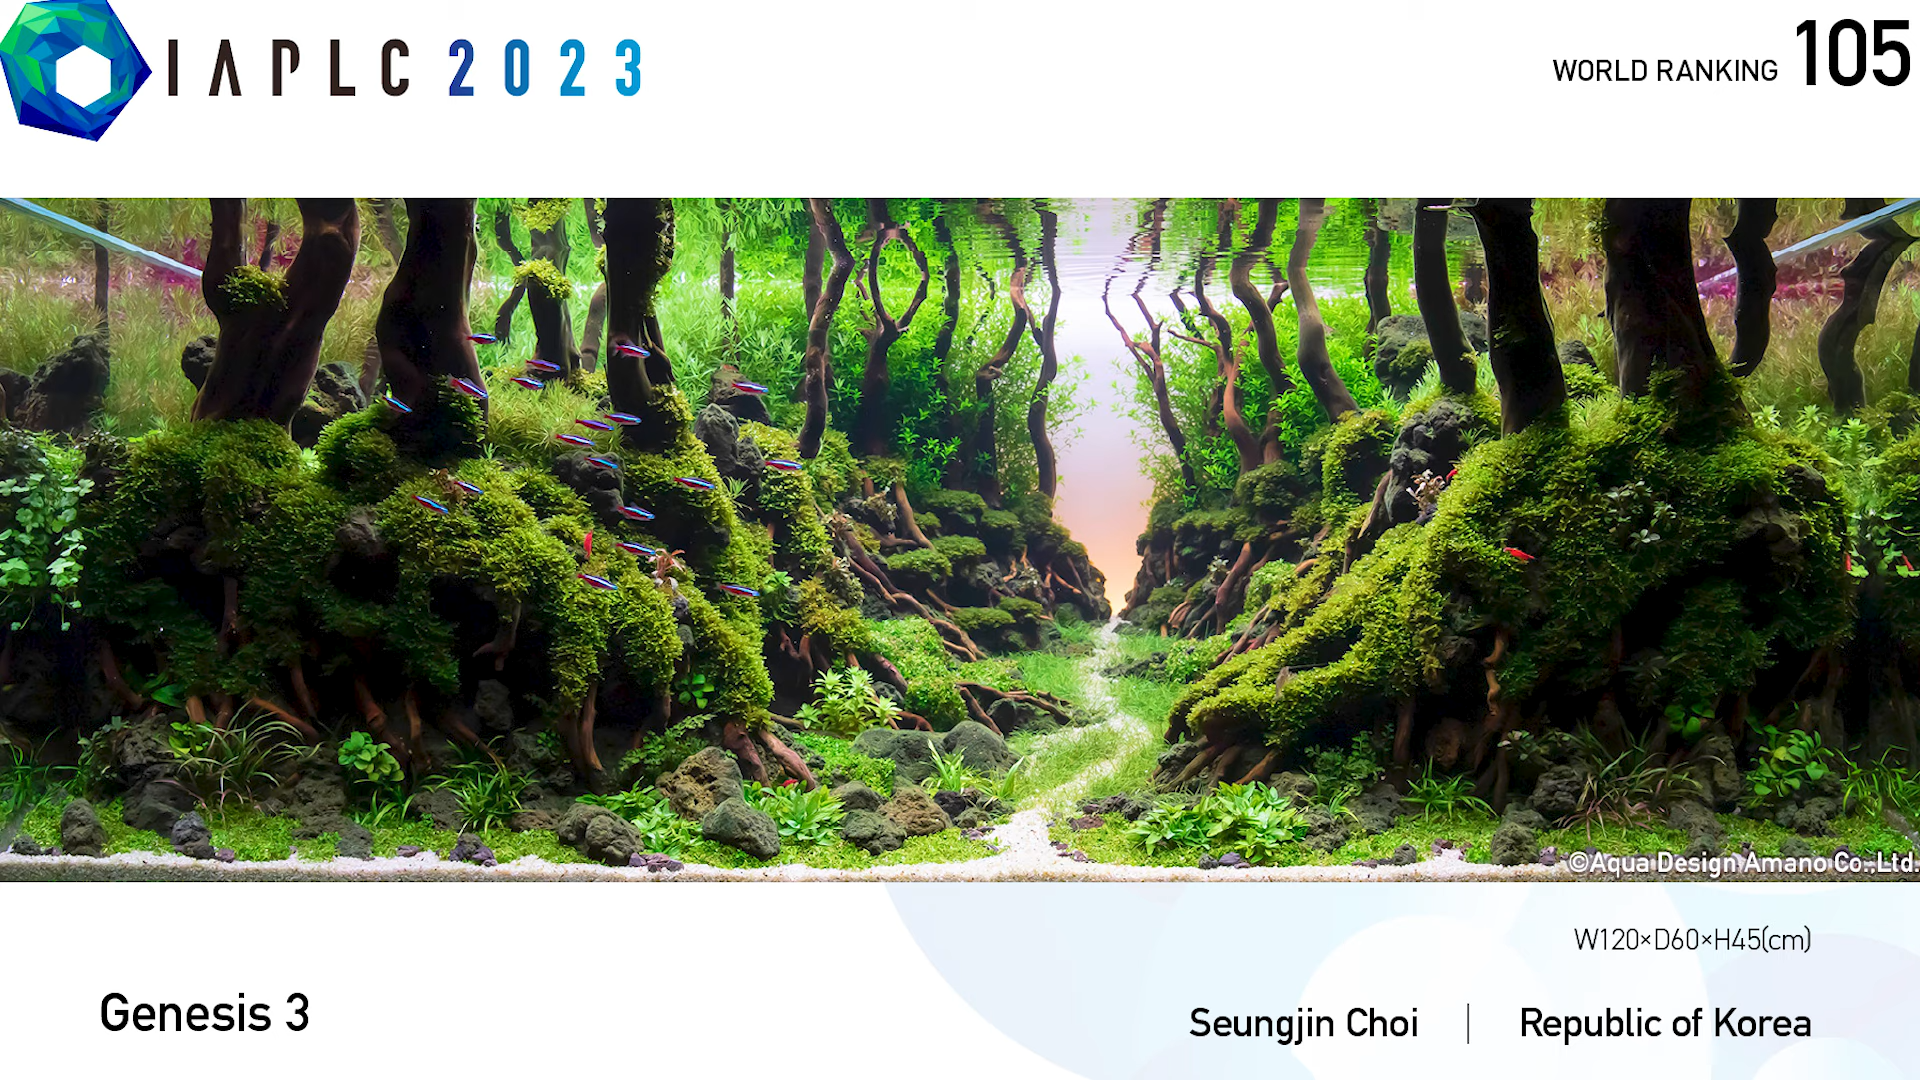 IAPLC 2023
WORLD RANKING 105
©Aqua Design Amano Co.,Ltd.
W120×D60×H45(cm)
Genesis 3
Seungjin Choi | Republic of Korea